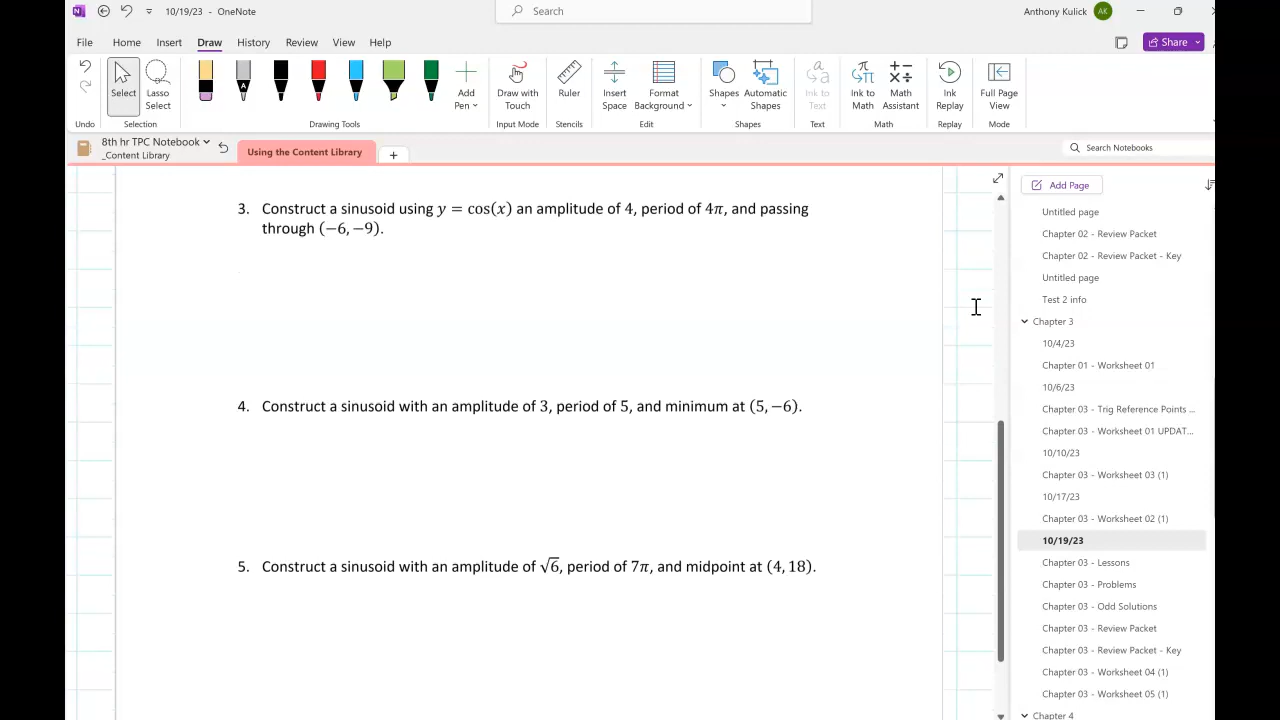 10/19/23 - OneNote
Search
Anthony Kulick
AK
File Home Insert Draw History Review View Help
Share
Select
Lasso Select
A
Add Pen
Draw with Touch
Ruler
Insert Space
Format Background
Shapes
Automatic Shapes
Ink to Text
Ink to Math
Math Assistant
Ink Replay
Full Page View
Undo Selection Drawing Tools Input Mode Stencils Edit Shapes Text Math Replay Mode
8th hr TPC Notebook
_Content Library
Using the Content Library
+
Search Notebooks
3. Construct a sinusoid using y = cos(x) an amplitude of 4, period of 4π, and passing
through (−6, −9).
4. Construct a sinusoid with an amplitude of 3, period of 5, and minimum at (5, −6).
5. Construct a sinusoid with an amplitude of √6, period of 7π, and midpoint at (4, 18).
Add Page
Untitled page
Chapter 02 - Review Packet
Chapter 02 - Review Packet - Key
Untitled page
Test 2 info
Chapter 3
10/4/23
Chapter 01 - Worksheet 01
10/6/23
Chapter 03 - Trig Reference Points ...
Chapter 03 - Worksheet 01 UPDAT...
10/10/23
Chapter 03 - Worksheet 03 (1)
10/17/23
Chapter 03 - Worksheet 02 (1)
10/19/23
Chapter 03 - Lessons
Chapter 03 - Problems
Chapter 03 - Odd Solutions
Chapter 03 - Review Packet
Chapter 03 - Review Packet - Key
Chapter 03 - Worksheet 04 (1)
Chapter 03 - Worksheet 05 (1)
Chapter 4